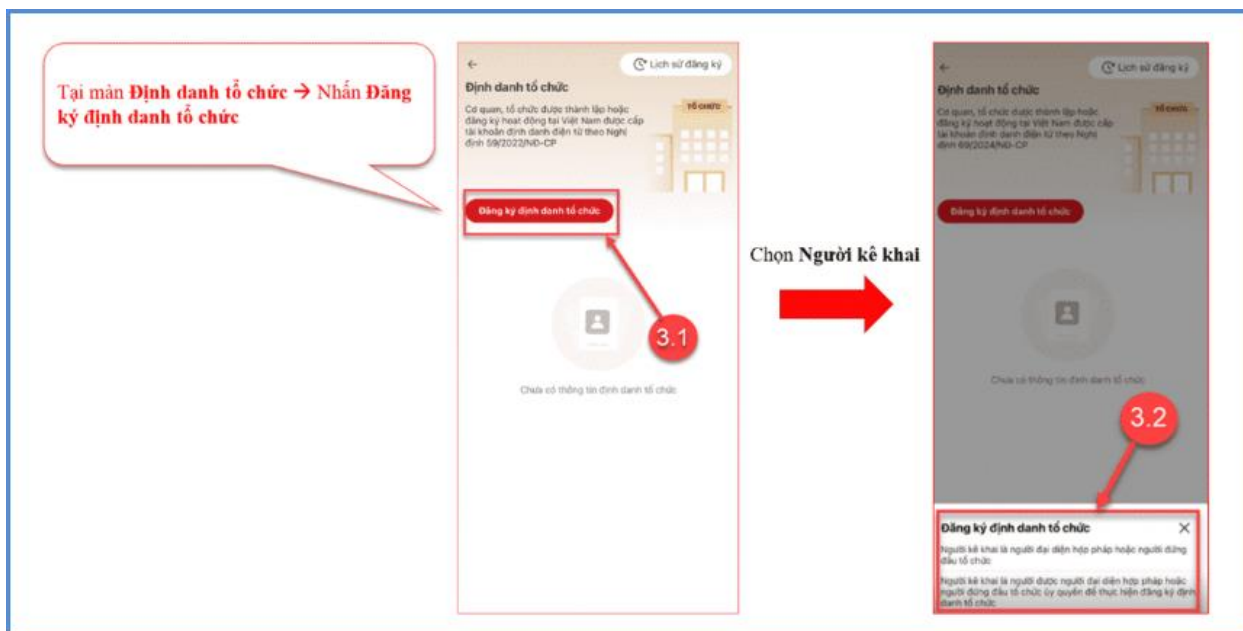 Tại màn Định danh tổ chức → Nhấn Đăng
ký định danh tổ chức
Lịch sử đăng ký
Định danh tổ chức
Cơ quan, tổ chức được thành lập hoặc
đăng ký hoạt động tại Việt Nam được cấp
tài khoản định danh điện tử theo Nghị
định 59/2022/NĐ-CP
TỔ CHỨC
Đăng ký định danh tổ chức
3.1
Chưa có thông tin định danh tổ chức
Chọn Người kê khai
Lịch sử đăng ký
Định danh tổ chức
Cơ quan, tổ chức được thành lập hoặc
đăng ký hoạt động tại Việt Nam được cấp
tài khoản định danh điện tử theo Nghị
định 69/2024/NĐ-CP
TỔ CHỨC
Đăng ký định danh tổ chức
Chưa có thông tin định danh tổ chức
3.2
Đăng ký định danh tổ chức
Người kê khai là người đại diện hợp pháp hoặc người đứng
đầu tổ chức
Người kê khai là người được người đại diện hợp pháp hoặc
người đứng đầu tổ chức ủy quyền để thực hiện đăng ký định
danh tổ chức